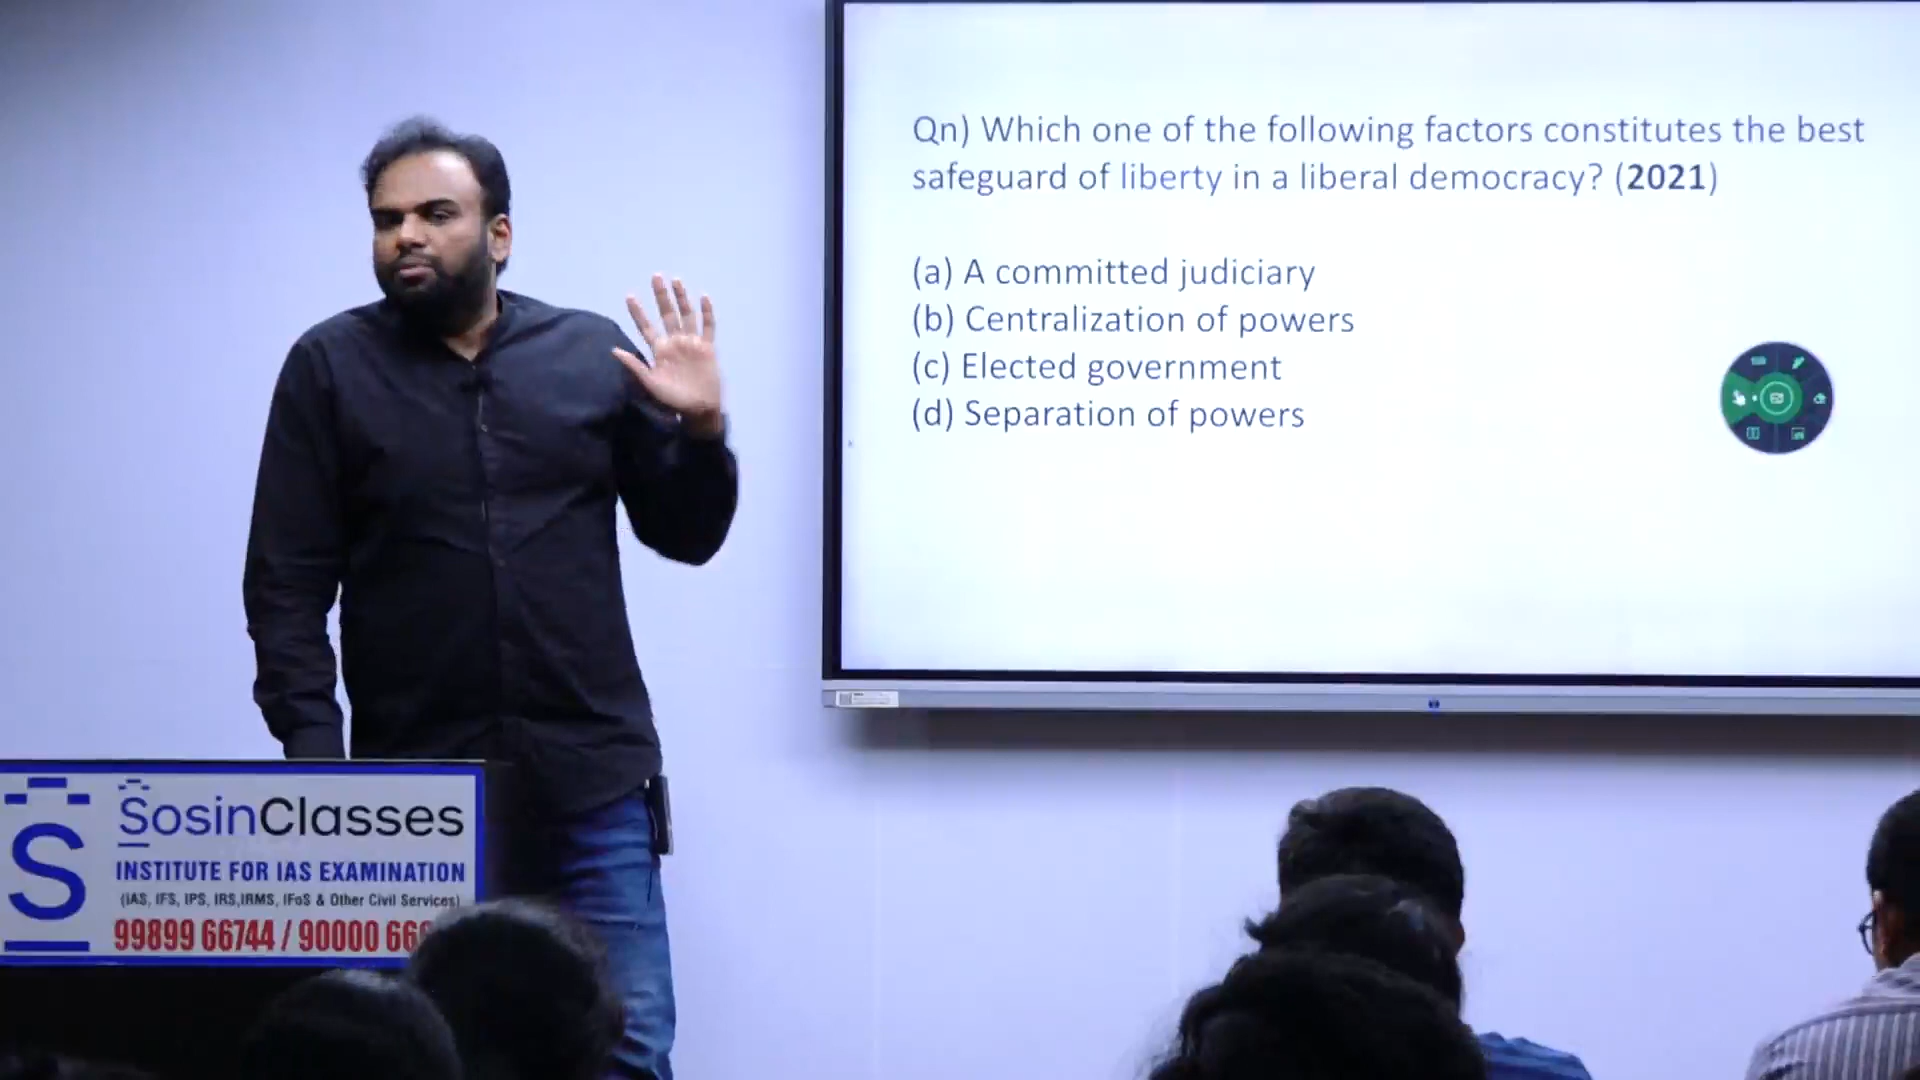 Qn) Which one of the following factors constitutes the best
safeguard of liberty in a liberal democracy? (2021)
(a) A committed judiciary
(b) Centralization of powers
(c) Elected government
(d) Separation of powers
S
SosinClasses
INSTITUTE FOR IAS EXAMINATION
(IAS, IFS, IPS, IRS,IRMS, IFoS & Other Civil Services)
99899 66744 / 90000 66